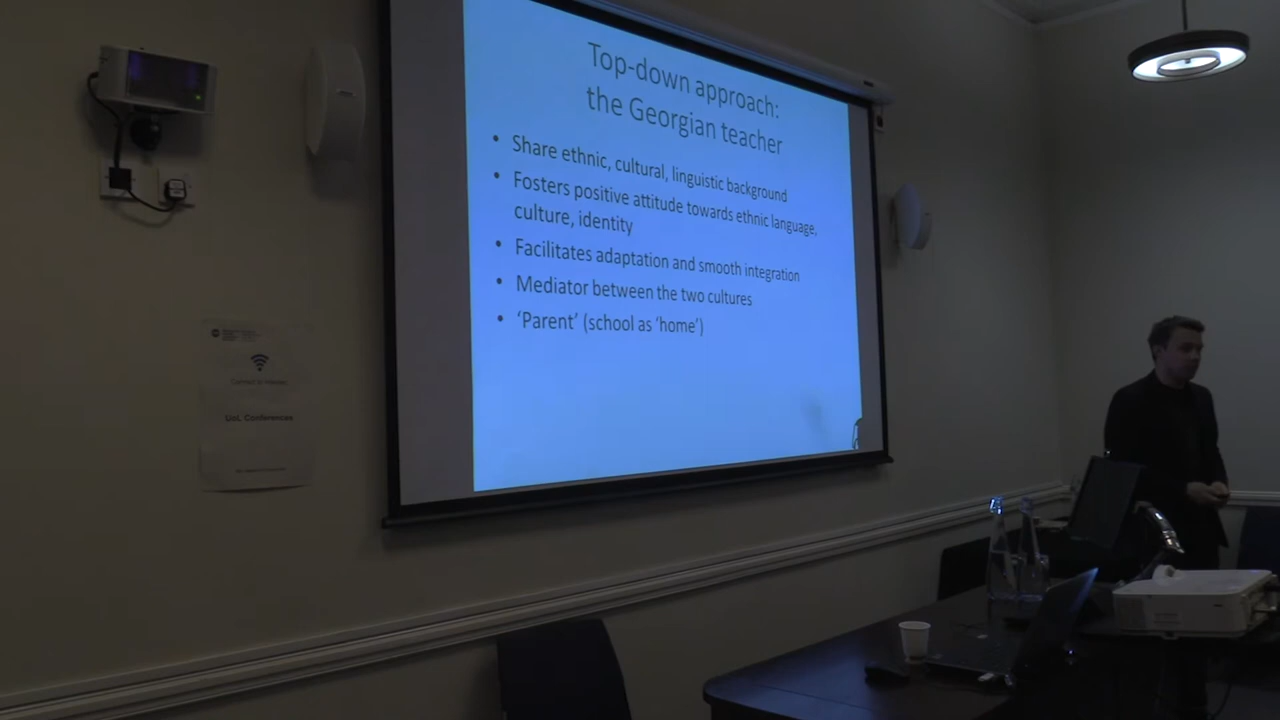 Top-down approach:
the Georgian teacher
• Share ethnic, cultural, linguistic background
• Fosters positive attitude towards ethnic language,
culture, identity
• Facilitates adaptation and smooth integration
• Mediator between the two cultures
• ‘Parent’ (school as ‘home’)
UoL Conferences